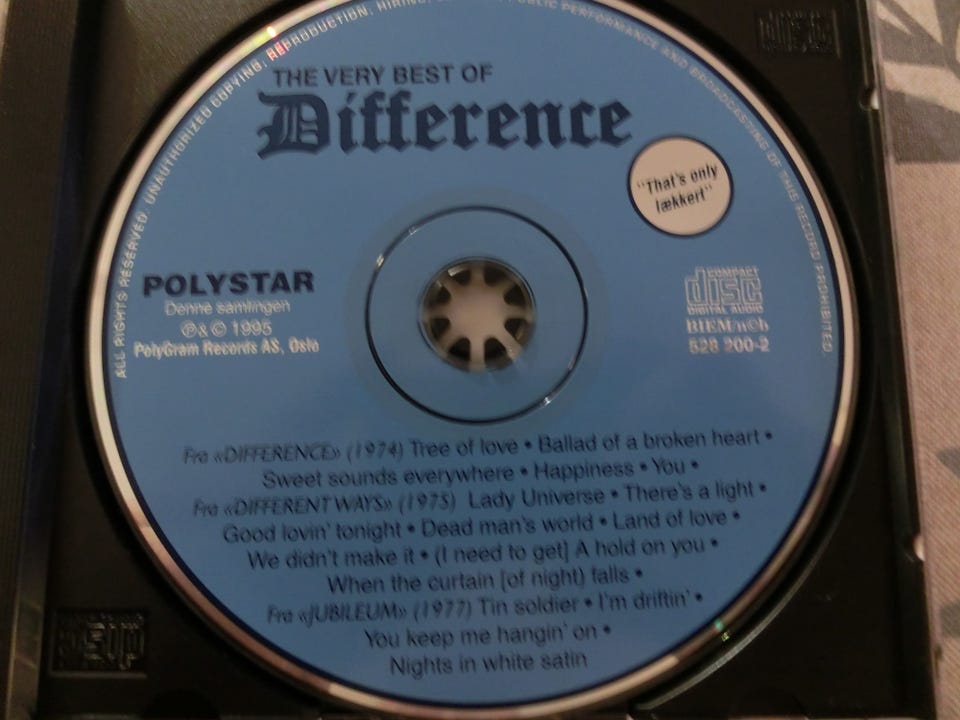 ALL RIGHTS RESERVED. UNAUTHORIZED COPYING, REPRODUCTION, HIRING, PUBLIC PERFORMANCE AND BROADCASTING OF THIS RECORD PROHIBITED.
THE VERY BEST OF
Difference
"That's only
lækkert"
POLYSTAR
Denne samlingen
℗ & © 1995
PolyGram Records AS, Oslo
COMPACT
disc
DIGITAL AUDIO
BIEM/n©b
528 200-2
Fra «DIFFERENCE» (1974) Tree of love • Ballad of a broken heart •
Sweet sounds everywhere • Happiness • You •
Fra «DIFFERENT WAYS» (1975) Lady Universe • There's a light •
Good lovin' tonight • Dead man's world • Land of love •
We didn't make it • (I need to get] A hold on you •
When the curtain [of night) falls •
Fra «JUBILEUM» (1977) Tin soldier • I'm driftin' •
You keep me hangin' on •
Nights in white satin